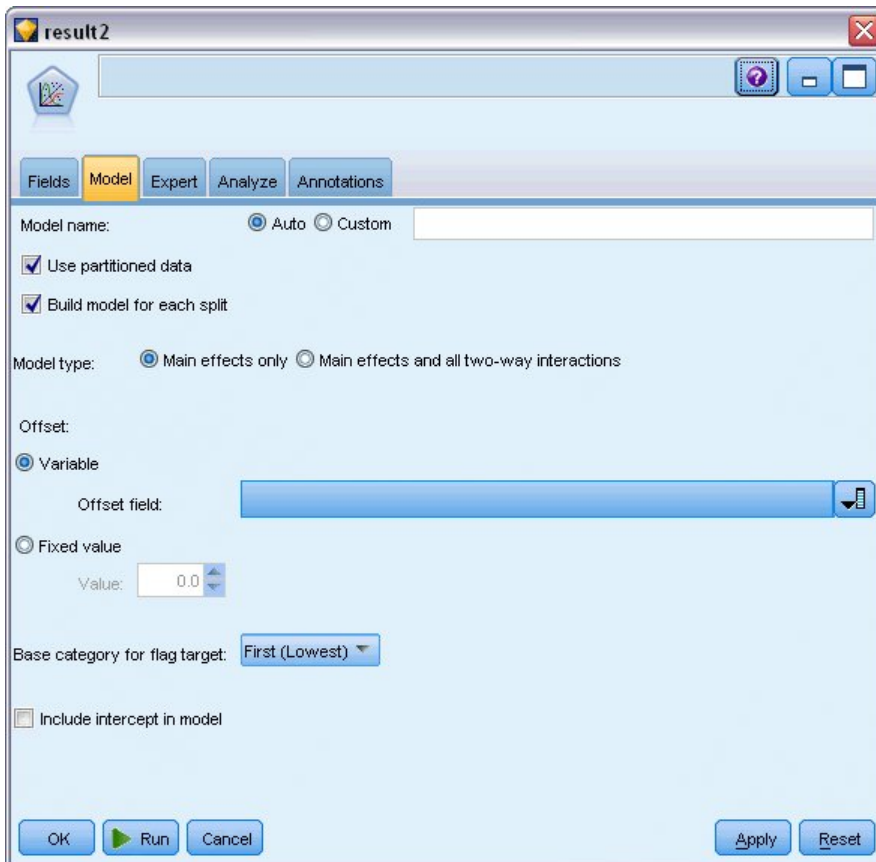 result2
Fields Model Expert Analyze Annotations
Model name: Auto Custom
Use partitioned data
Build model for each split
Model type: Main effects only Main effects and all two-way interactions
Offset:
Variable
Offset field:
Fixed value
Value: 0.0
Base category for flag target: First (Lowest)
Include intercept in model
OK Run Cancel Apply Reset